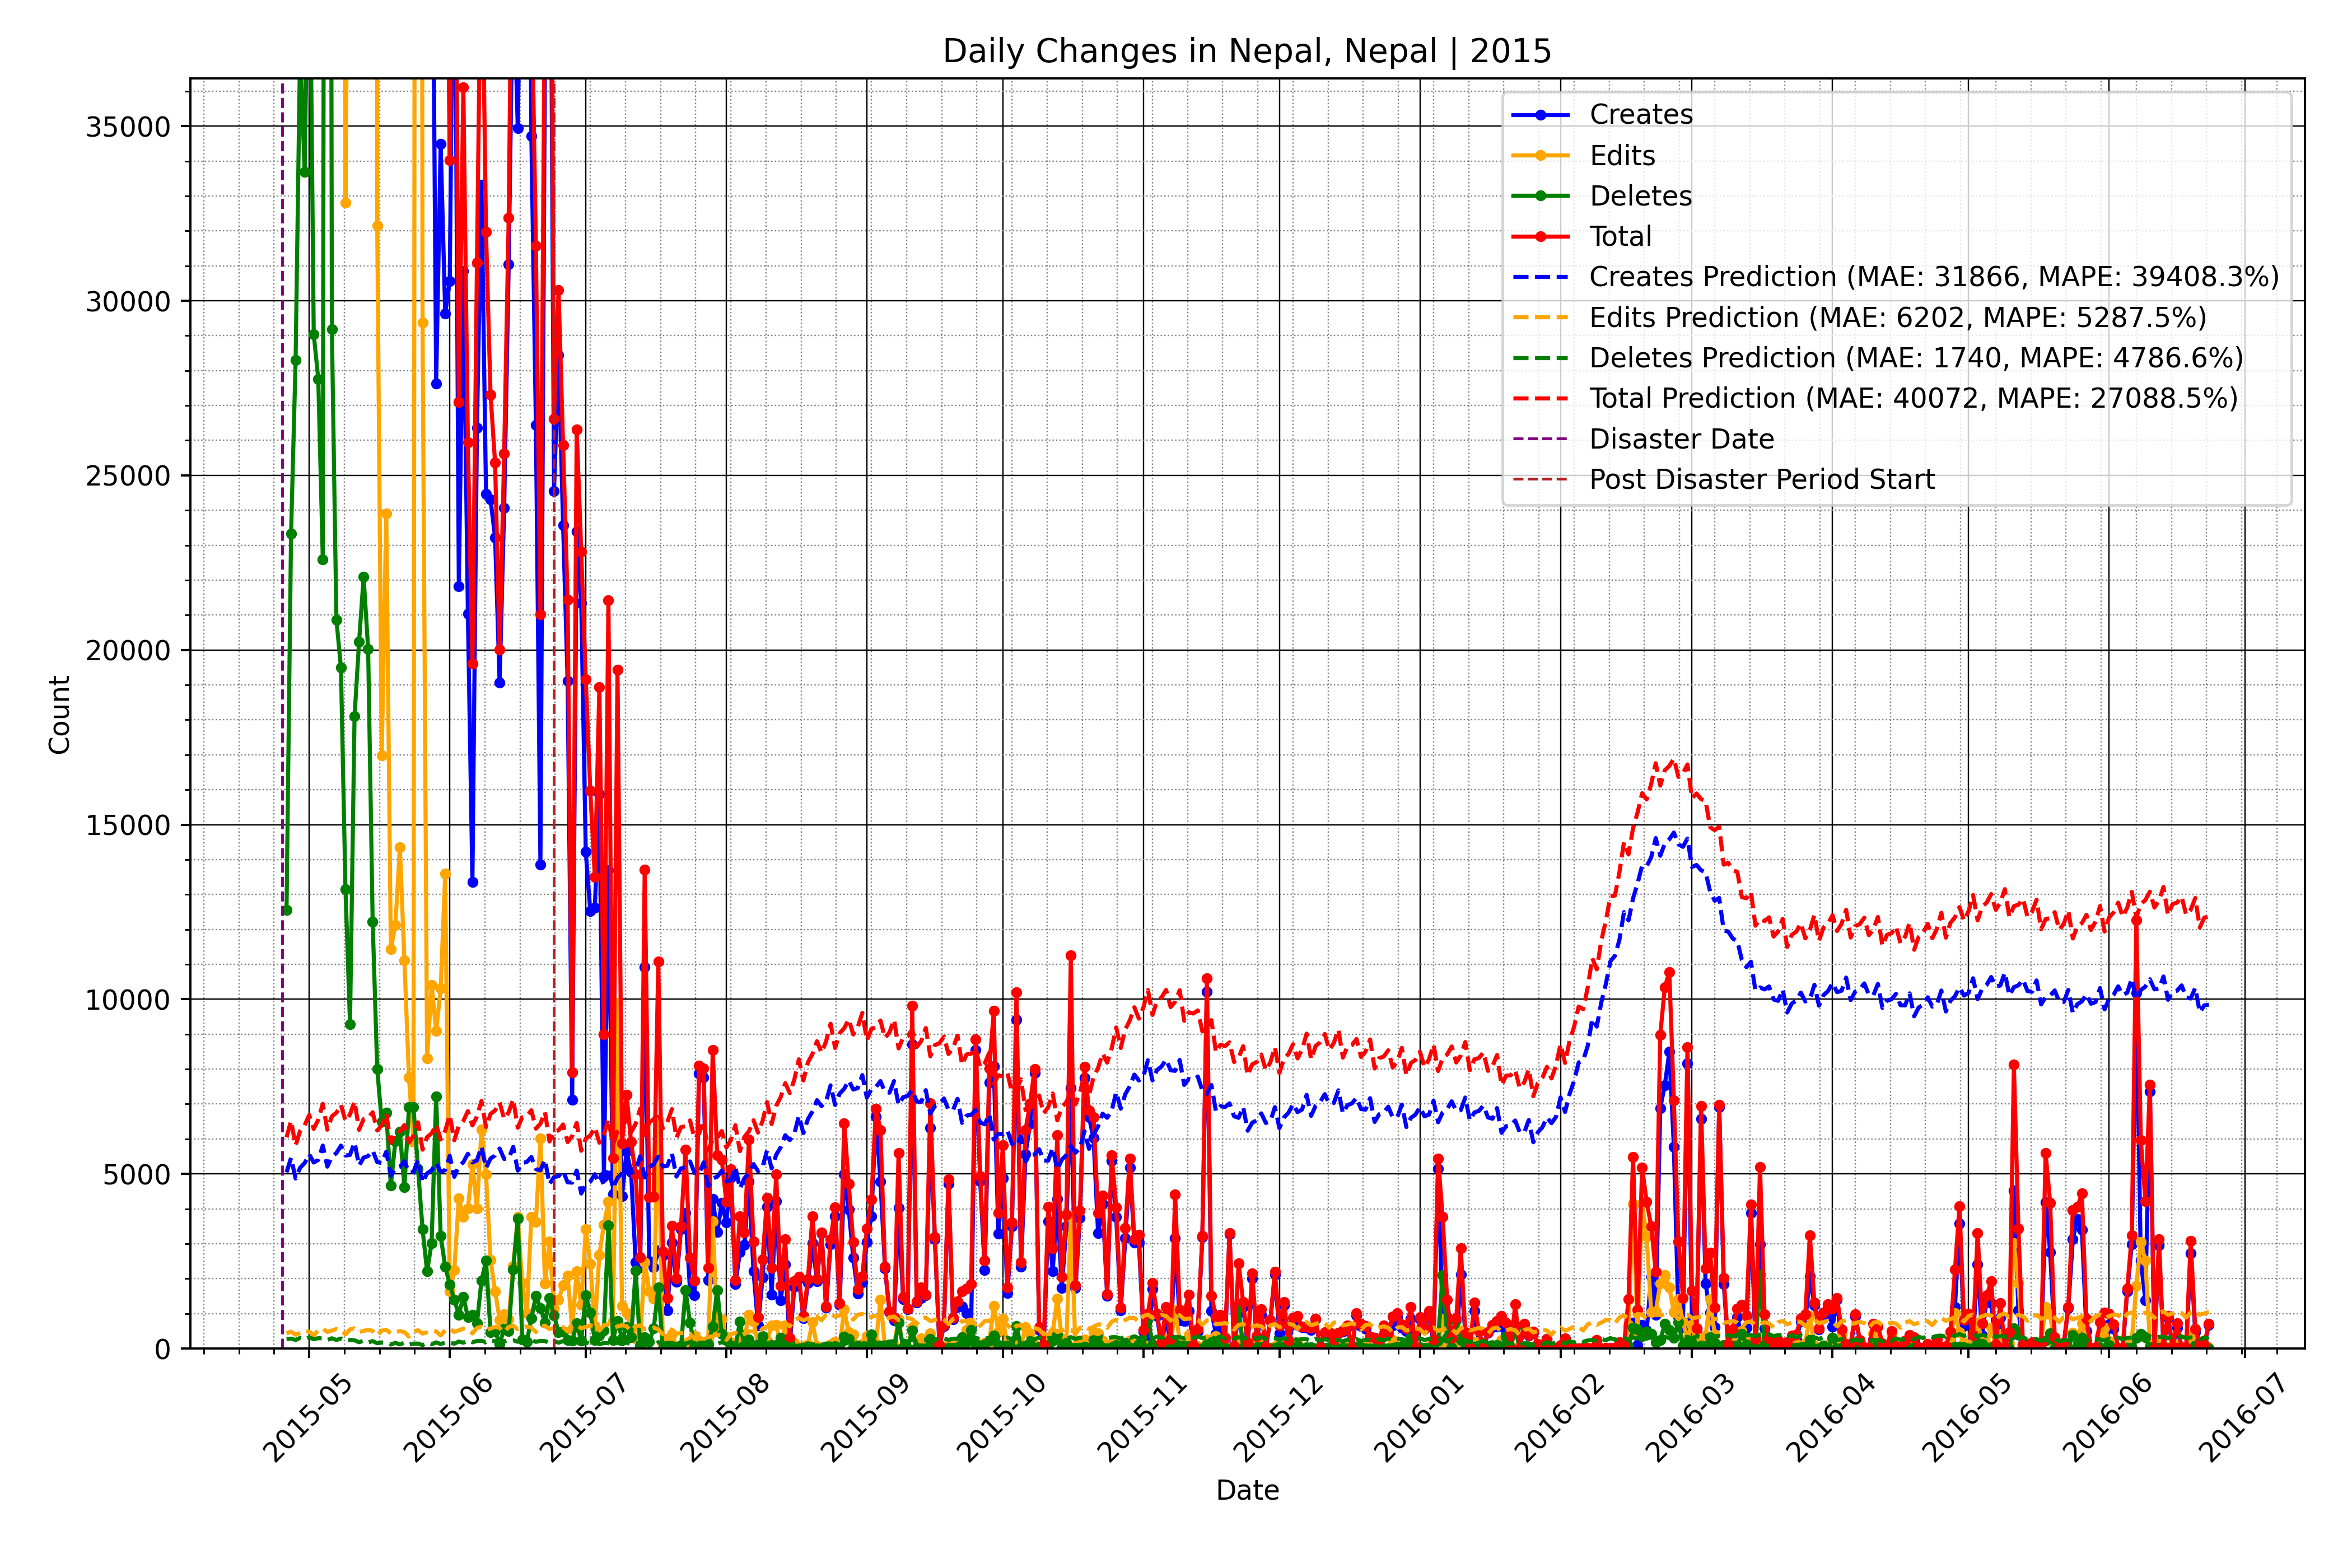 Daily Changes in Nepal, Nepal | 2015
Creates
Edits
Deletes
Total
Creates Prediction (MAE: 31866, MAPE: 39408.3%)
Edits Prediction (MAE: 6202, MAPE: 5287.5%)
Deletes Prediction (MAE: 1740, MAPE: 4786.6%)
Total Prediction (MAE: 40072, MAPE: 27088.5%)
Disaster Date
Post Disaster Period Start
Count
35000
30000
25000
20000
15000
10000
5000
0
2015-05
2015-06
2015-07
2015-08
2015-09
2015-10
2015-11
2015-12
2016-01
2016-02
2016-03
2016-04
2016-05
2016-06
2016-07
Date